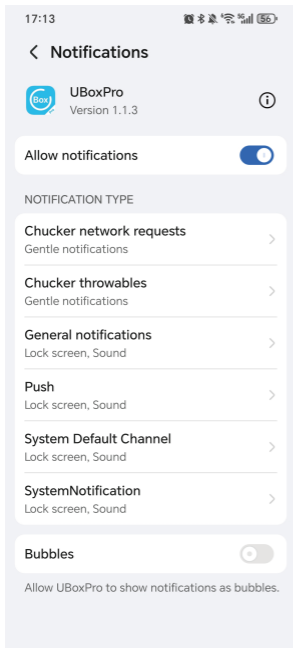 17:13
56
Notifications
Box
UBoxPro
Version 1.1.3
Allow notifications
NOTIFICATION TYPE
Chucker network requests
Gentle notifications
Chucker throwables
Gentle notifications
General notifications
Lock screen, Sound
Push
Lock screen, Sound
System Default Channel
Lock screen, Sound
SystemNotification
Lock screen, Sound
Bubbles
Allow UBoxPro to show notifications as bubbles.